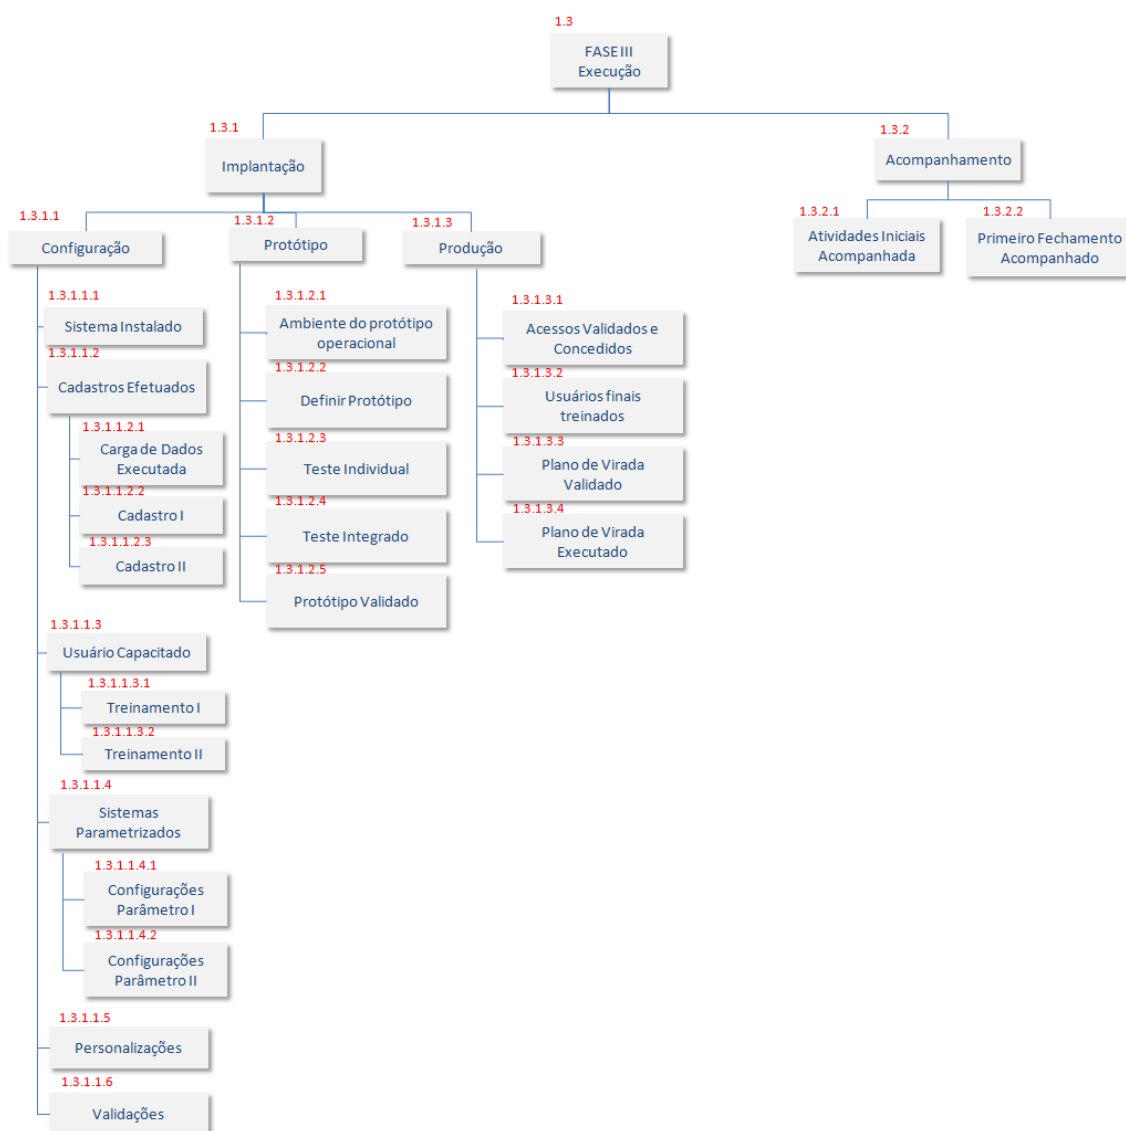 1.3
FASE III
Execução
1.3.1
Implantação
1.3.2
Acompanhamento
1.3.1.1
Configuração
1.3.1.2
Protótipo
1.3.1.3
Produção
1.3.2.1
Atividades Iniciais
Acompanhada
1.3.2.2
Primeiro Fechamento
Acompanhado
1.3.1.1.1
Sistema Instalado
1.3.1.1.2
Cadastros Efetuados
1.3.1.1.2.1
Carga de Dados
Executada
1.3.1.1.2.2
Cadastro I
1.3.1.1.2.3
Cadastro II
1.3.1.1.3
Usuário Capacitado
1.3.1.1.3.1
Treinamento I
1.3.1.1.3.2
Treinamento II
1.3.1.1.4
Sistemas
Parametrizados
1.3.1.1.4.1
Configurações
Parâmetro I
1.3.1.1.4.2
Configurações
Parâmetro II
1.3.1.1.5
Personalizações
1.3.1.1.6
Validações
1.3.1.2.1
Ambiente do protótipo
operacional
1.3.1.2.2
Definir Protótipo
1.3.1.2.3
Teste Individual
1.3.1.2.4
Teste Integrado
1.3.1.2.5
Protótipo Validado
1.3.1.3.1
Acessos Validados e
Concedidos
1.3.1.3.2
Usuários finais
treinados
1.3.1.3.3
Plano de Virada
Validado
1.3.1.3.4
Plano de Virada
Executado